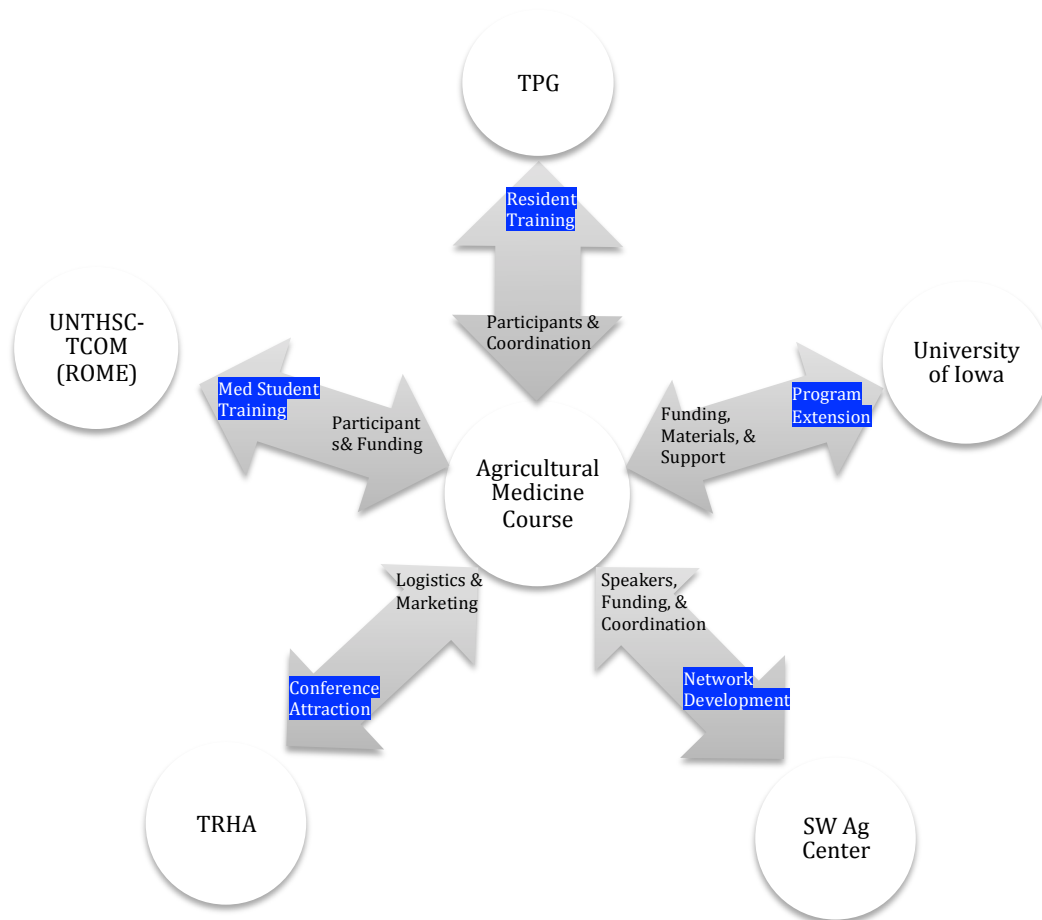 TPG
Resident
Training
Participants &
Coordination
UNTHSC-
TCOM
(ROME)
Med Student
Training
Participant
s& Funding
University
of Iowa
Program
Extension
Funding,
Materials, &
Support
Agricultural
Medicine
Course
Logistics &
Marketing
Conference
Attraction
Speakers,
Funding, &
Coordination
Network
Development
TRHA
SW Ag
Center